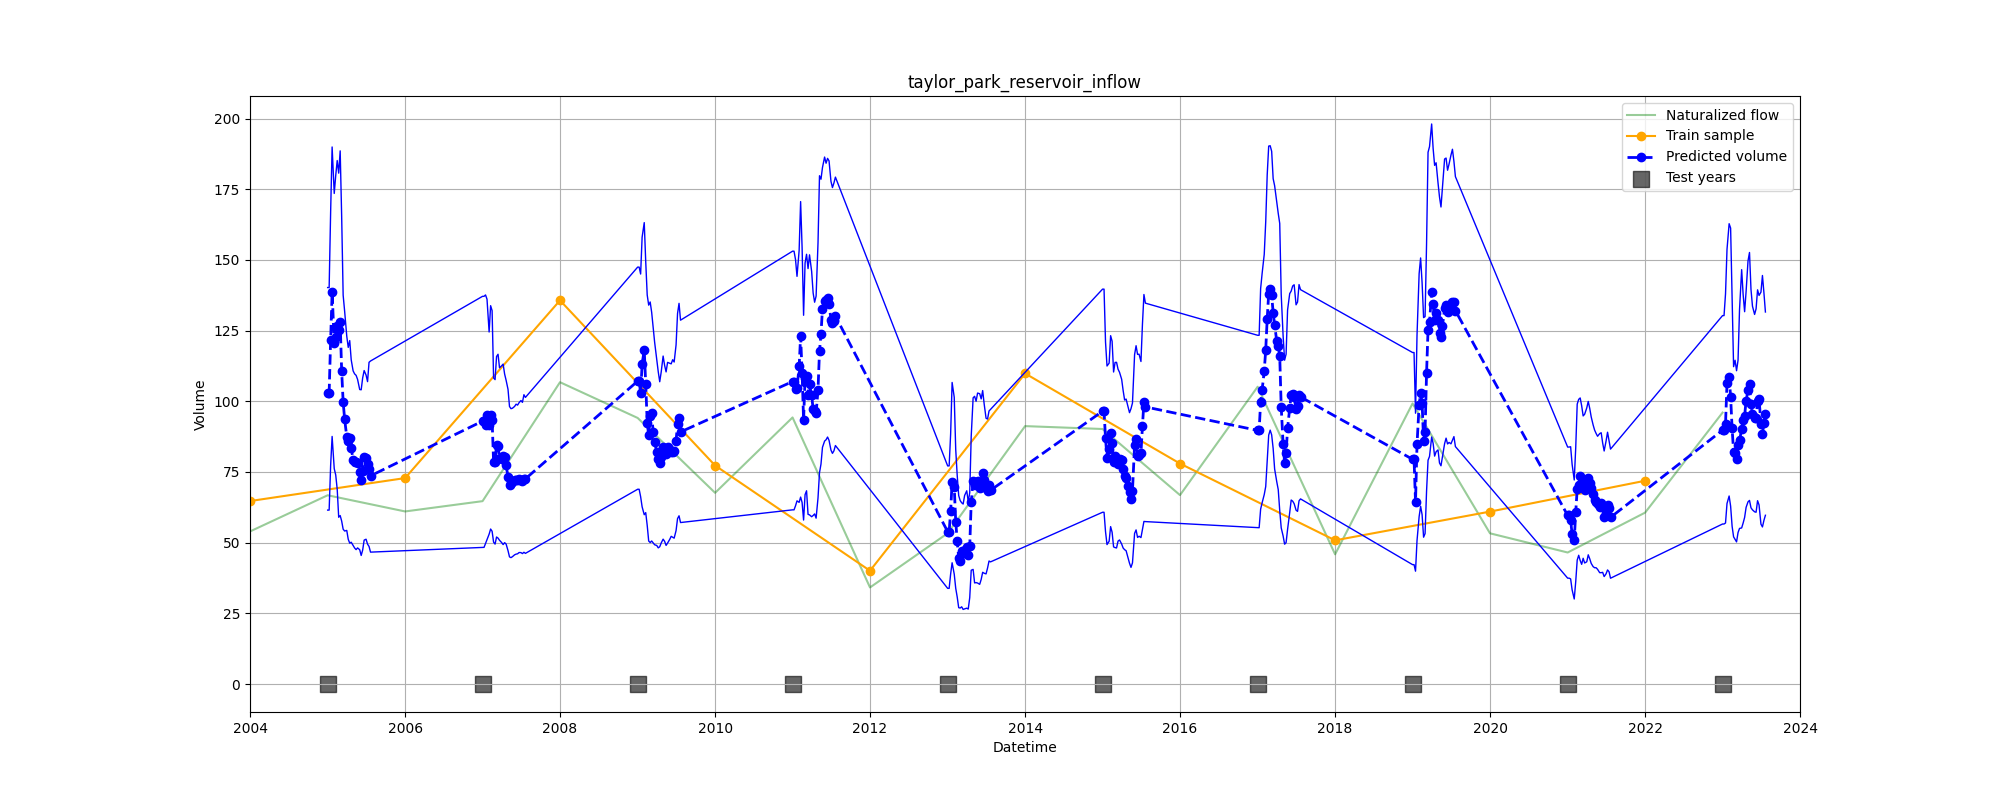 taylor_park_reservoir_inflow
200
175
150
125
100
75
50
25
0
Volume
Naturalized flow
Train sample
Predicted volume
Test years
2004 2006 2008 2010 2012 2014 2016 2018 2020 2022 2024
Datetime